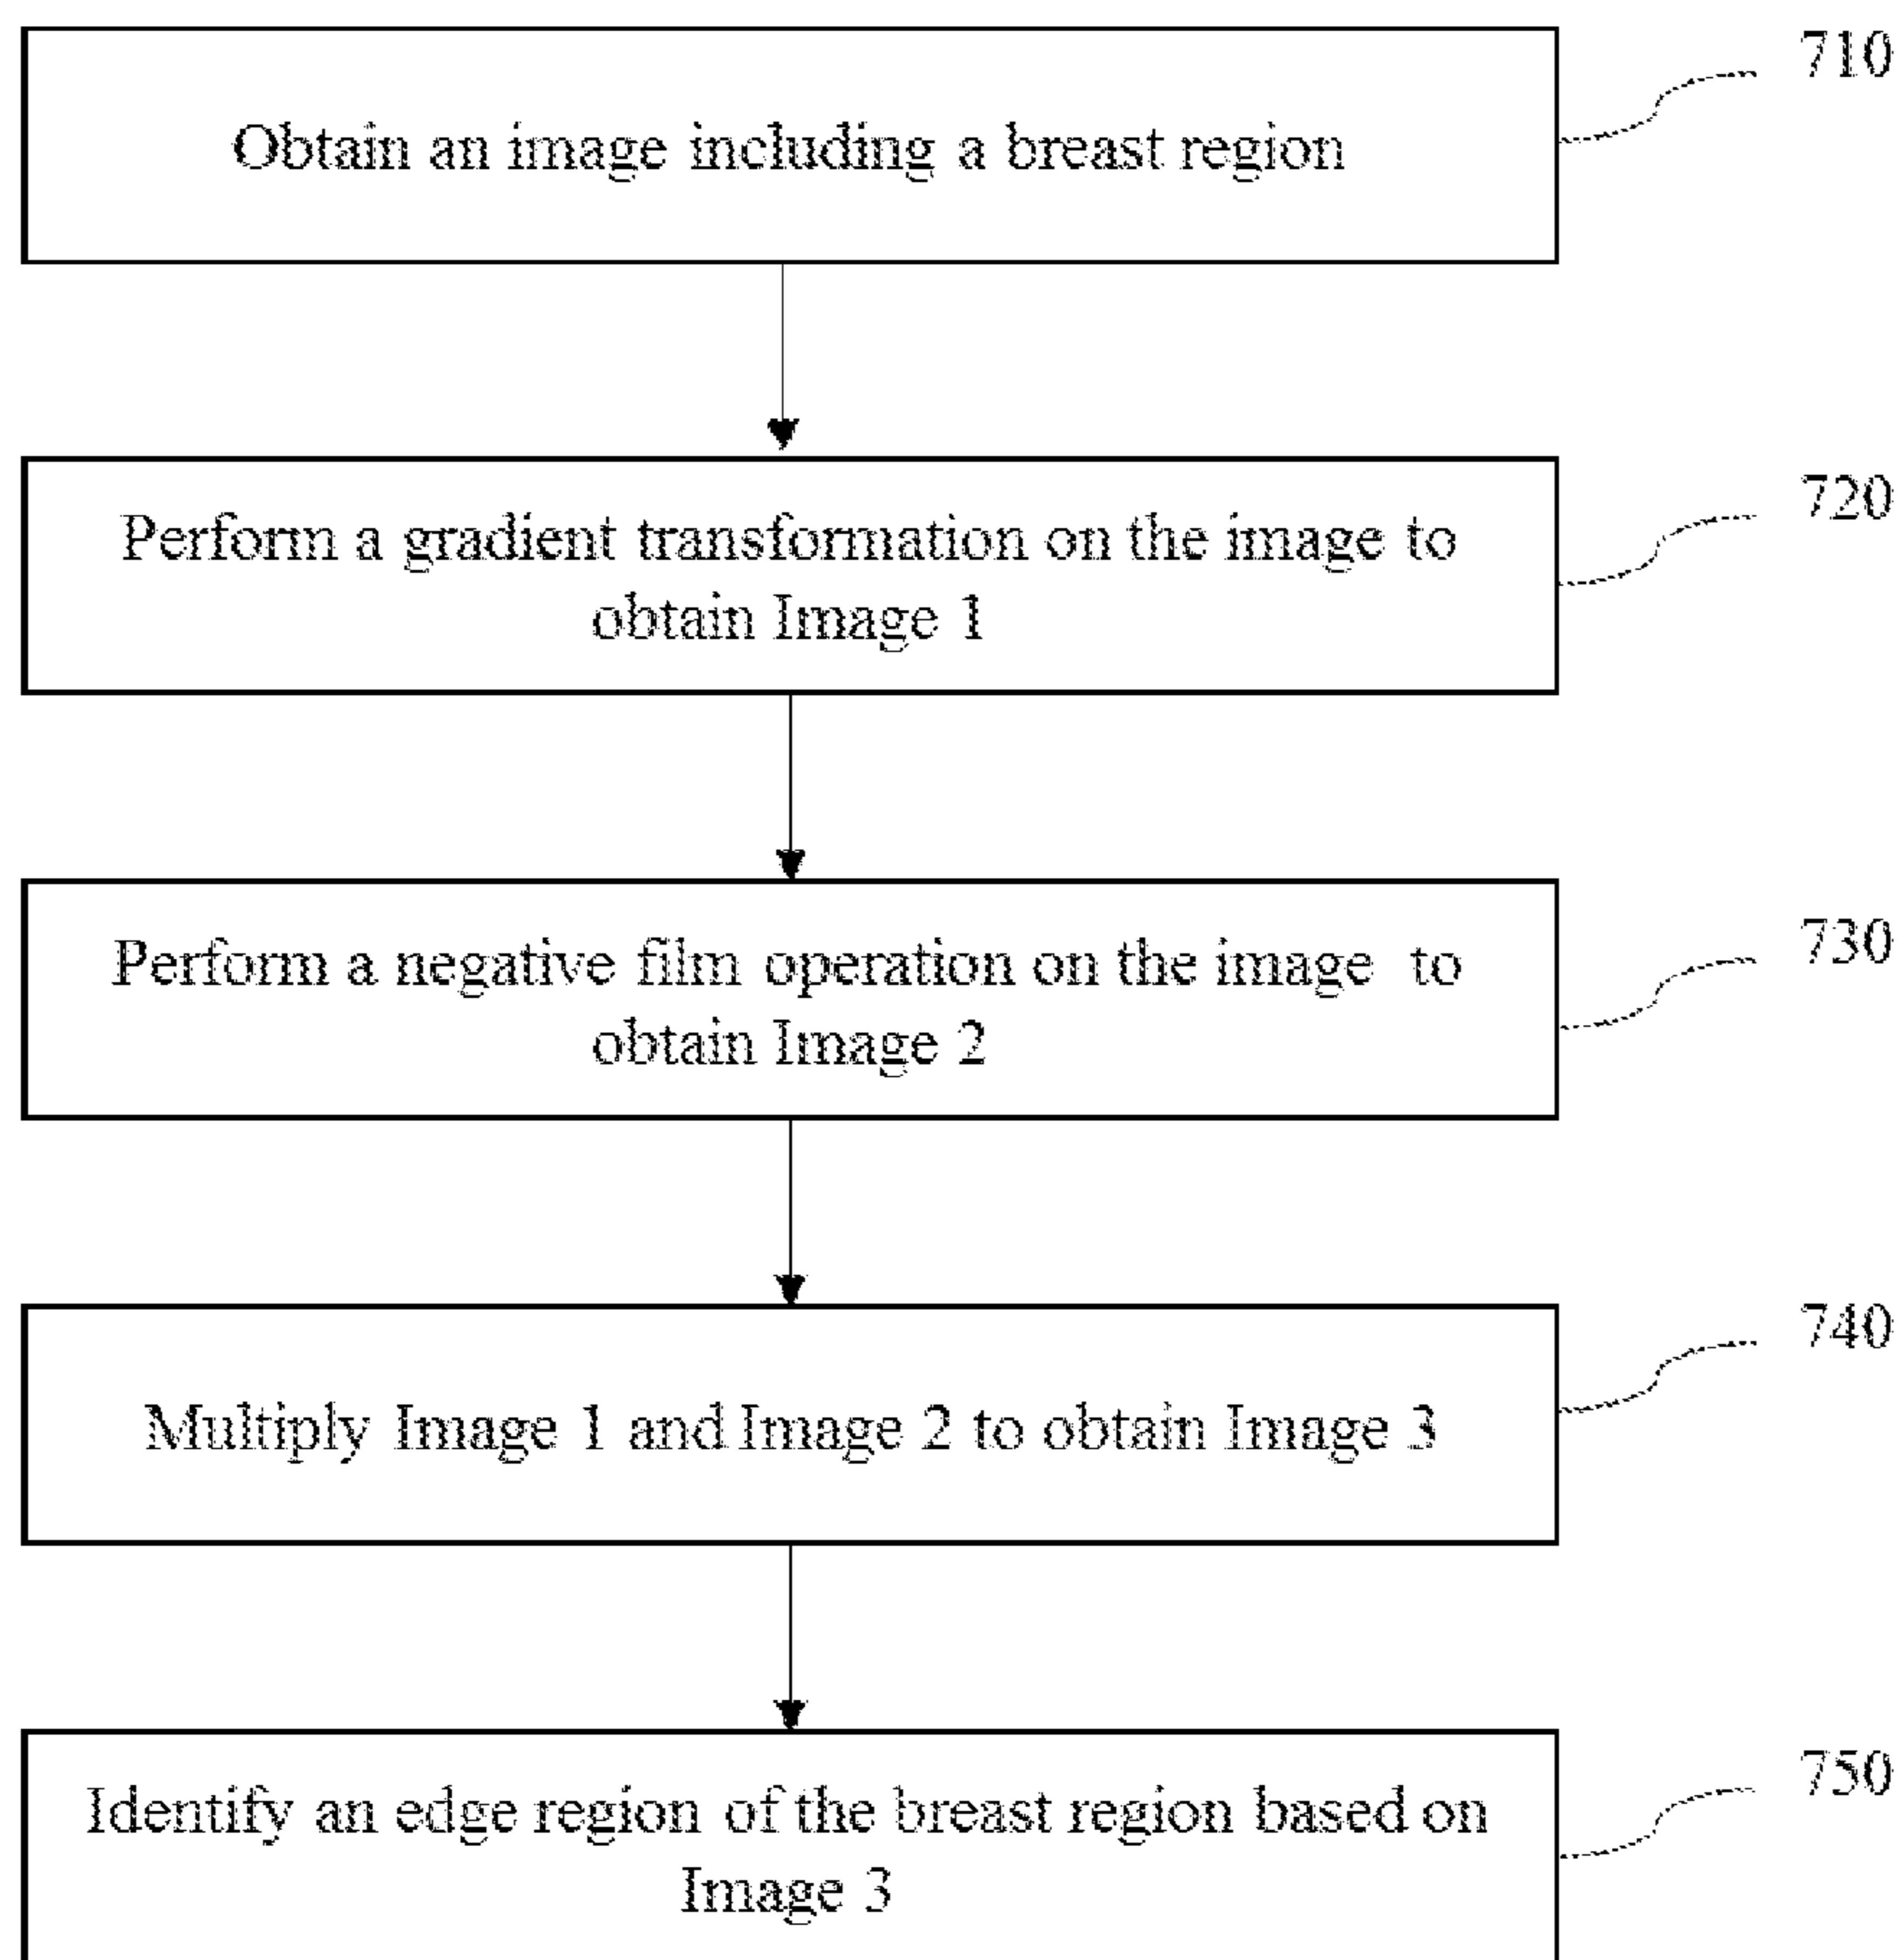 710
Obtain an image including a breast region
720
Perform a gradient transformation on the image to
obtain Image 1
730
Perform a negative film operation on the image to
obtain Image 2
740
Multiply Image 1 and Image 2 to obtain Image 3
750
Identify an edge region of the breast region based on
Image 3